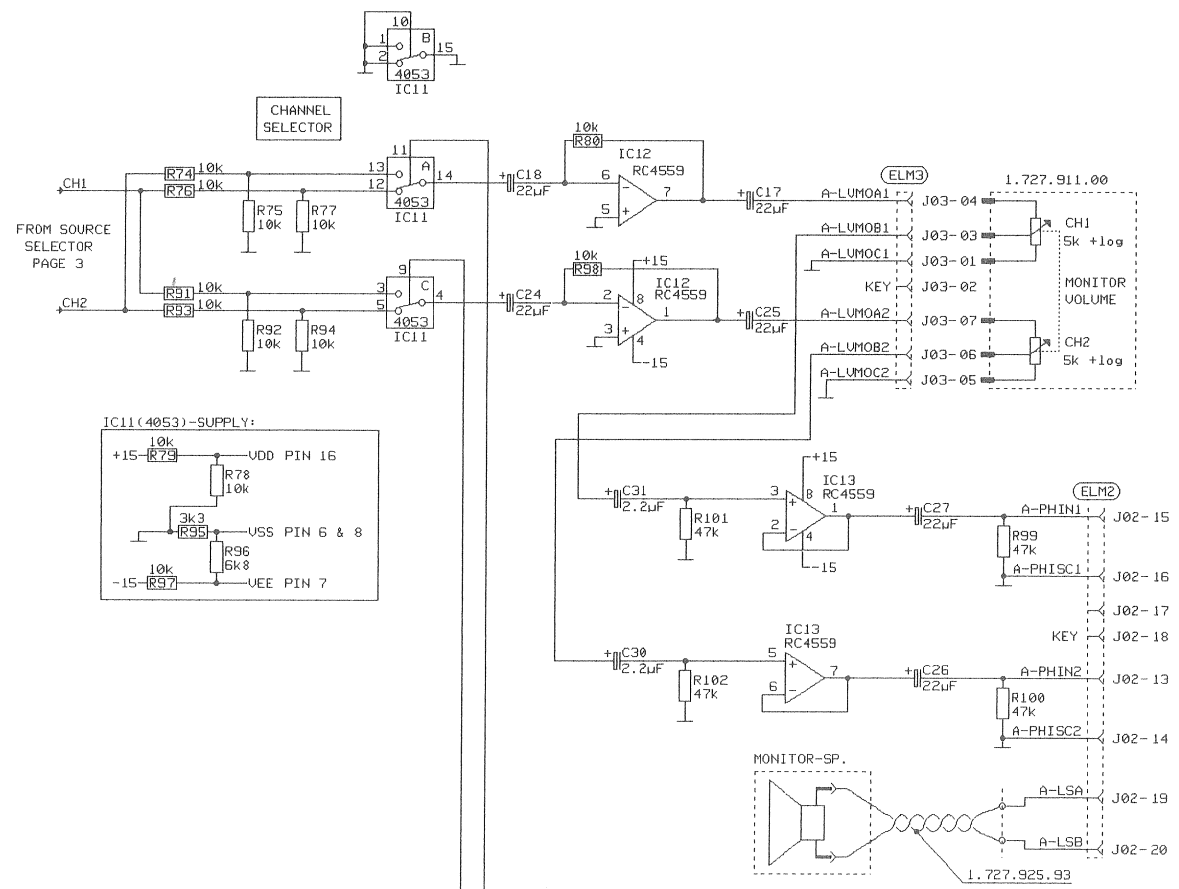 10
1
B
15
2
4053
IC11
CHANNEL
SELECTOR
11
13
A
14
12
4053
IC11
R74 10k
CH1
R76 10k
R75
10k
R77
10k
FROM SOURCE
SELECTOR
PAGE 3
9
3
C
4
5
4053
IC11
R91 10k
CH2
R93 10k
R92
10k
R94
10k
+C18
22µF
10k
R80
IC12
RC4559
6
-
7
5
+
+C17
22µF
+C24
22µF
10k
R98
+15
IC12
RC4559
2
-
8
1
3
+
4
-15
+C25
22µF
ELM3
1.727.911.00
A-LVMOA1
J03-04
A-LVMOB1
J03-03
A-LVMOC1
J03-01
KEY
J03-02
A-LVMOA2
J03-07
A-LVMOB2
J03-06
A-LVMOC2
J03-05
CH1
5k +log
MONITOR
VOLUME
CH2
5k +log
IC11(4053)-SUPPLY:
10k
+15 R79 VDD PIN 16
R78
10k
3k3
R95 VSS PIN 6 & 8
R96
6k8
10k
-15 R97 VEE PIN 7
+C31
2.2µF
R101
47k
+15
IC13
RC4559
3
+
8
1
2
-
4
-15
+C27
22µF
ELM2
A-PHIN1
J02-15
R99
47k
A-PHISC1
J02-16
J02-17
KEY
J02-18
+C30
2.2µF
R102
47k
IC13
RC4559
5
+
7
6
-
+C26
22µF
A-PHIN2
J02-13
R100
47k
A-PHISC2
J02-14
MONITOR-SP.
A-LSA
J02-19
A-LSB
J02-20
1.727.925.93